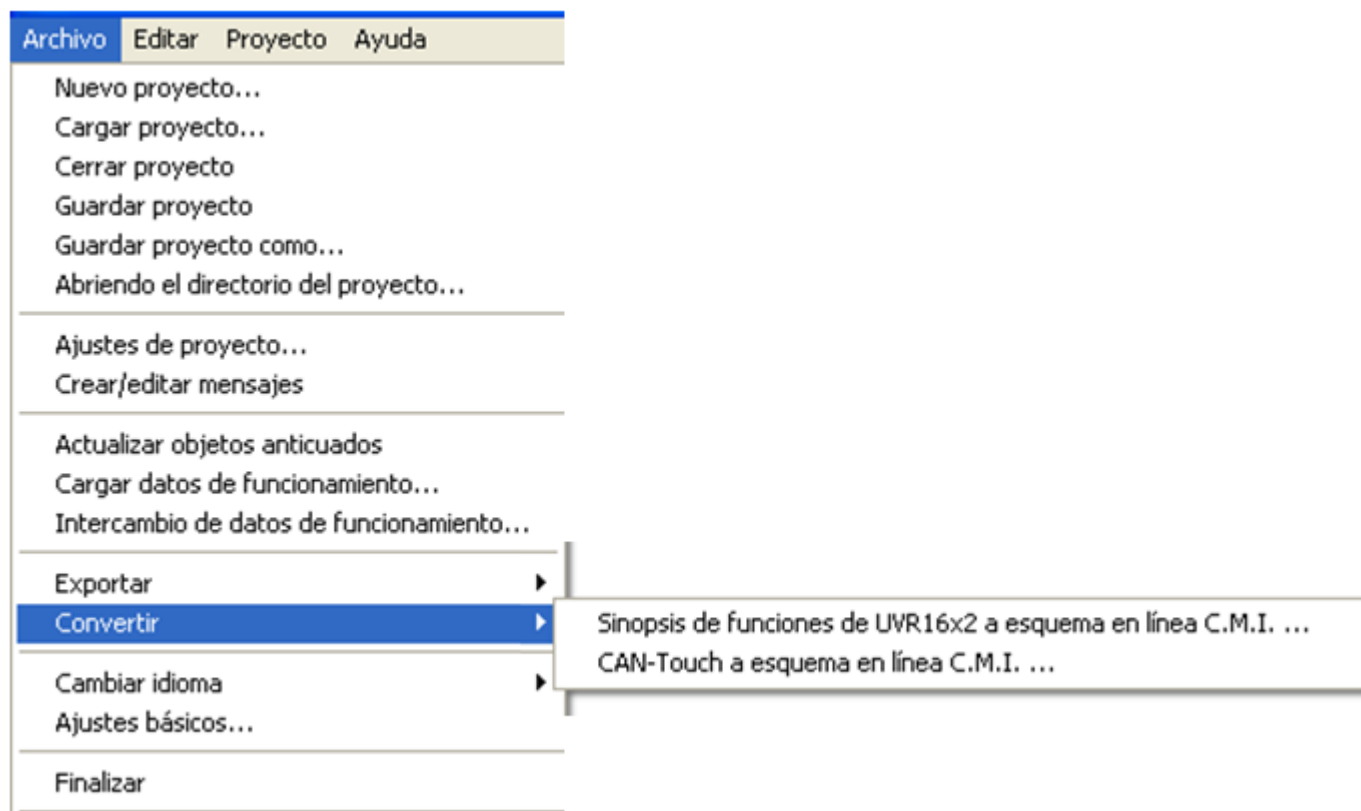 Archivo Editar Proyecto Ayuda
Nuevo proyecto...
Cargar proyecto...
Cerrar proyecto
Guardar proyecto
Guardar proyecto como...
Abriendo el directorio del proyecto...
Ajustes de proyecto...
Crear/editar mensajes
Actualizar objetos anticuados
Cargar datos de funcionamiento...
Intercambio de datos de funcionamiento...
Exportar
Convertir
Sinopsis de funciones de UVR16x2 a esquema en línea C.M.I. ...
CAN-Touch a esquema en línea C.M.I. ...
Cambiar idioma
Ajustes básicos...
Finalizar